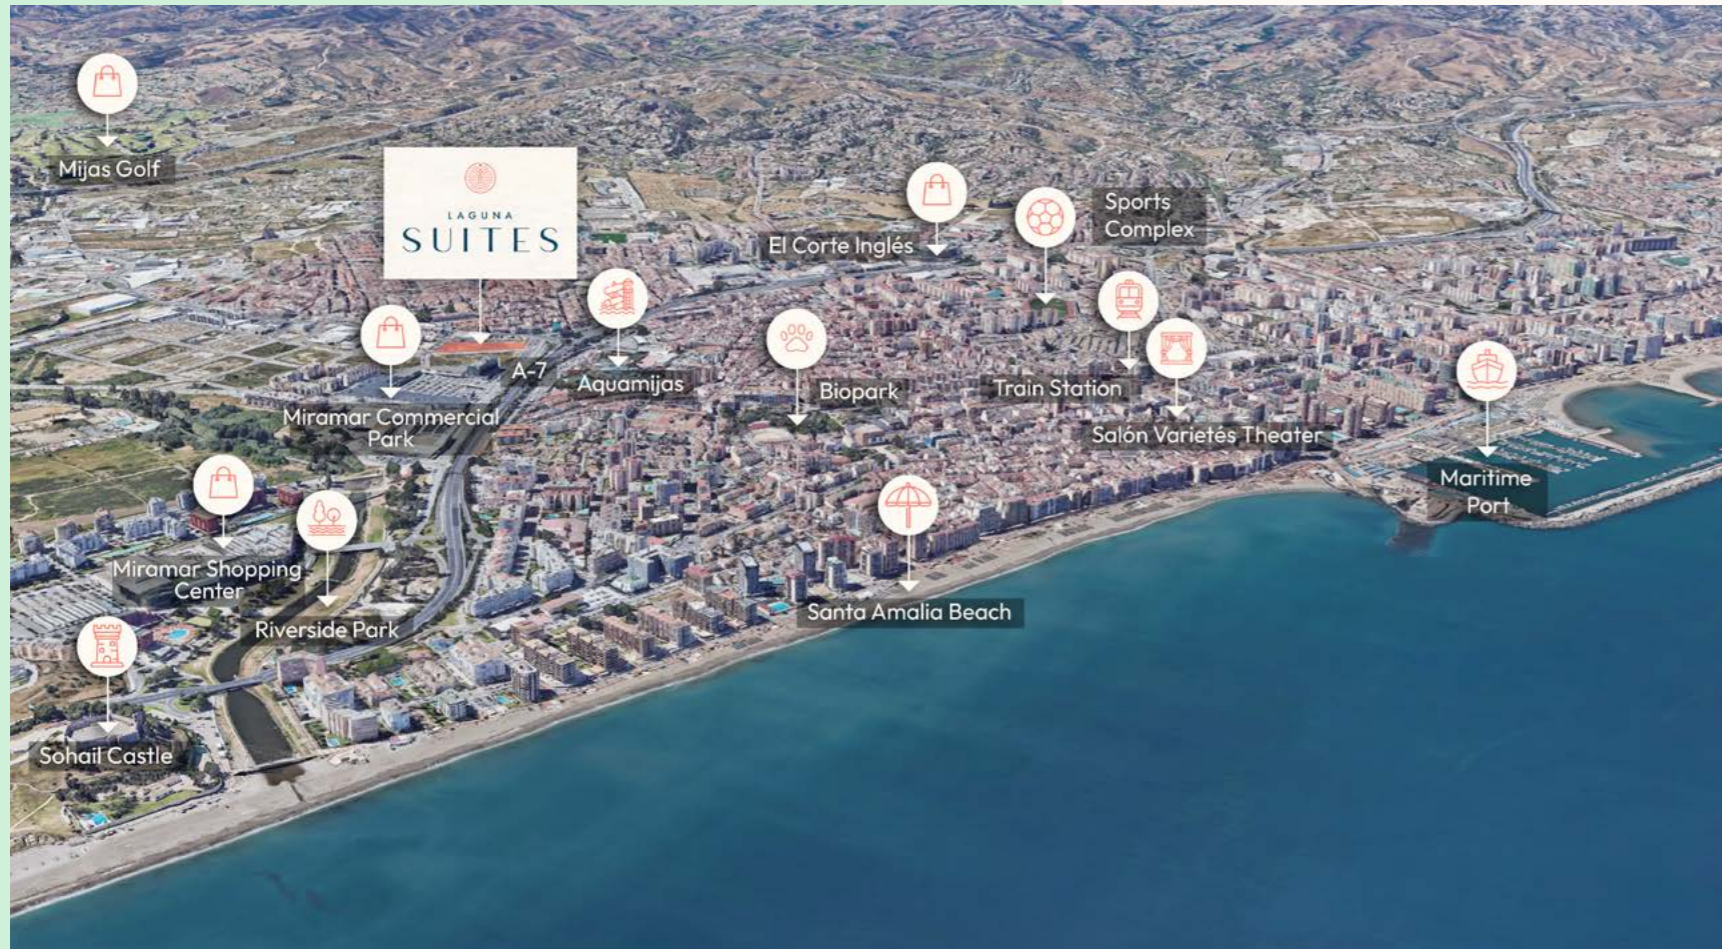 Mijas Golf
LAGUNA
SUITES
El Corte Inglés
Sports
Complex
A-7
Aquamijas
Biopark
Train Station
Miramar Commercial
Park
Salón Varietés Theater
Maritime
Port
Miramar Shopping
Center
Riverside Park
Santa Amalia Beach
Sohail Castle